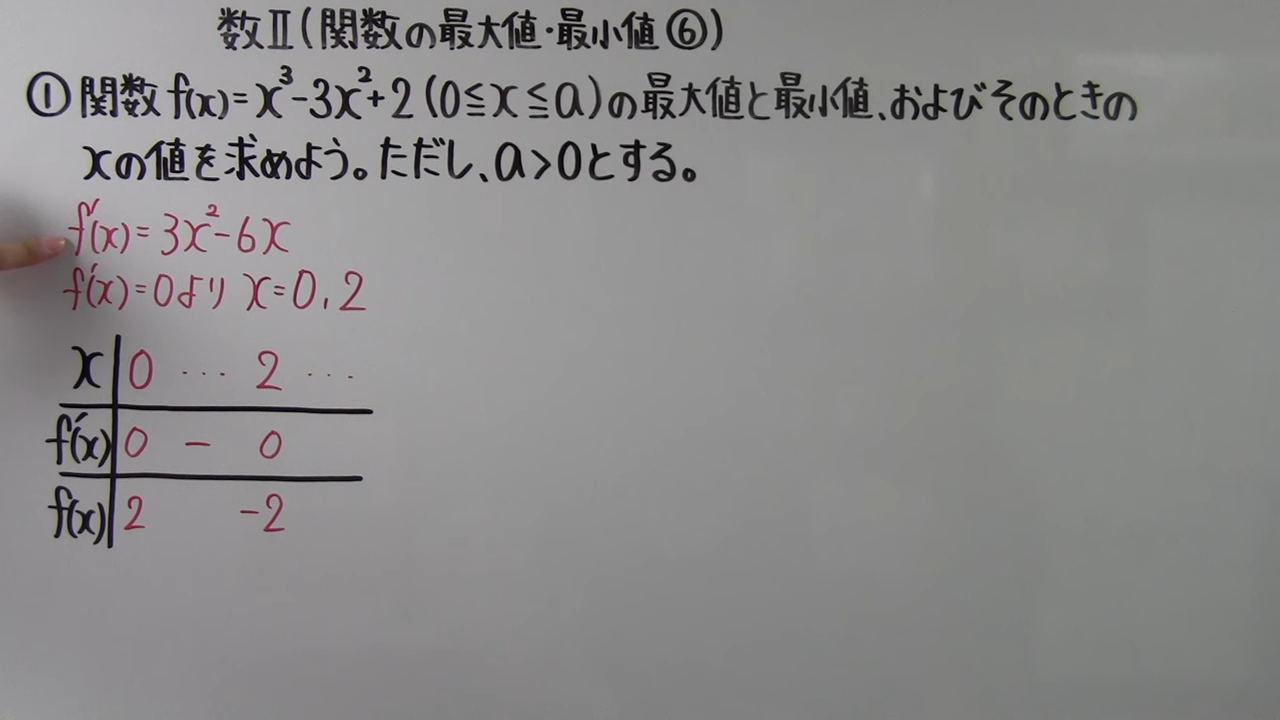 数Ⅱ(関数の最大値・最小値⑥)
①関数 f(x)=x³-3x²+2(0≦x≦a)の最大値と最小値、およびそのときの
xの値を求めよう。ただし、a>0とする。
f'(x)=3x²-6x
f'(x)=0より x=0,2
x 0 … 2 …
f'(x) 0 - 0
f(x) 2 -2